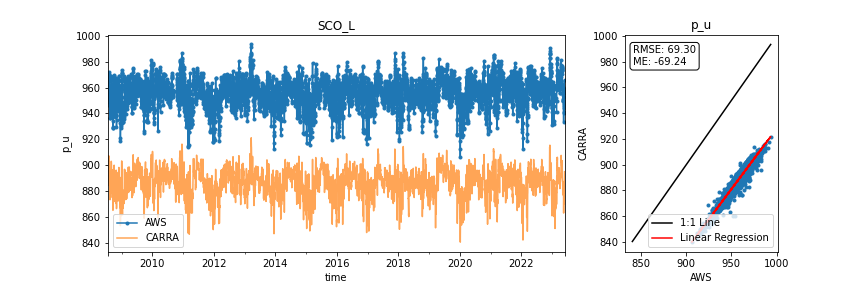 SCO_L
p_u
1000
980
960
940
920
900
880
860
840
p_u
AWS
CARRA
2010
2012
2014
2016
2018
2020
2022
time
p_u
1000
980
960
940
920
900
880
860
840
CARRA
RMSE: 69.30
ME: -69.24
1:1 Line
Linear Regression
850
900
950
1000
AWS